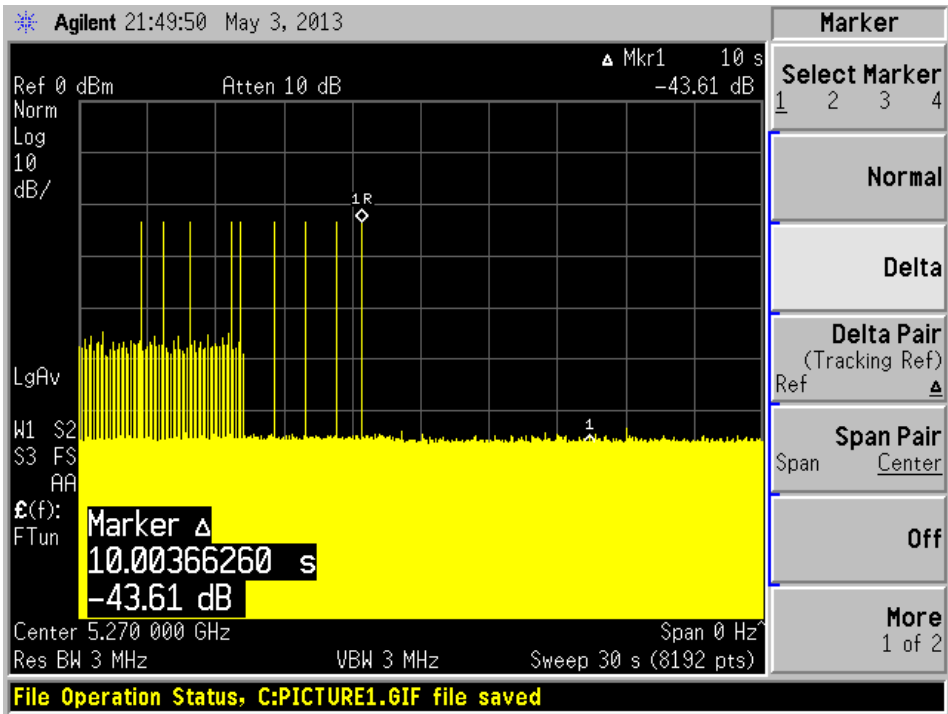 Agilent 21:49:50 May 3, 2013
Δ Mkr1 10 s
Ref 0 dBm Atten 10 dB -43.61 dB
Norm
Log
10
dB/
1R
LgAv
1
W1 S2
S3 FS
AA
£(f):
FTun
Marker Δ
10.00366260 s
-43.61 dB
Center 5.270 000 GHz Span 0 Hz^
Res BW 3 MHz VBW 3 MHz Sweep 30 s (8192 pts)
File Operation Status, C:PICTURE1.GIF file saved
Marker
Select Marker
1 2 3 4
Normal
Delta
Delta Pair
(Tracking Ref)
Ref Δ
Span Pair
Span Center
Off
More
1 of 2